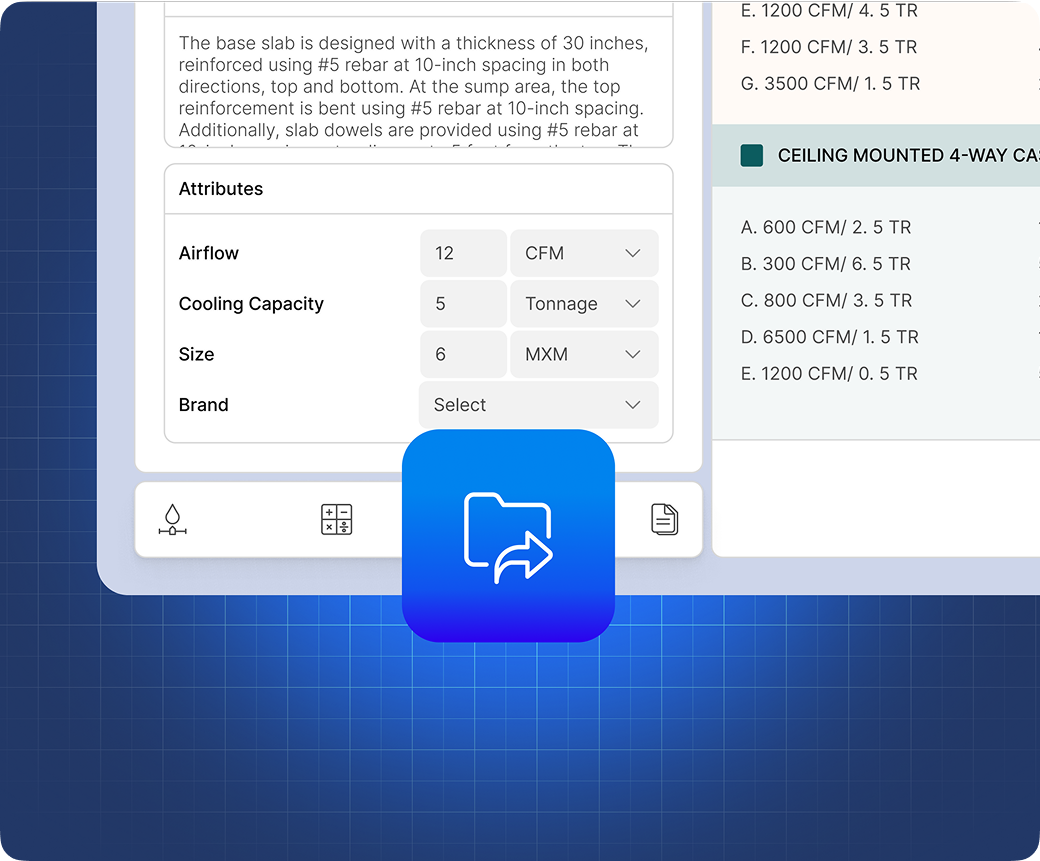 The base slab is designed with a thickness of 30 inches,
reinforced using #5 rebar at 10-inch spacing in both
directions, top and bottom. At the sump area, the top
reinforcement is bent using #5 rebar at 10-inch spacing.
Additionally, slab dowels are provided using #5 rebar at
Attributes
Airflow 12 CFM
Cooling Capacity 5 Tonnage
Size 6 MXM
Brand Select
E. 1200 CFM/ 4. 5 TR
F. 1200 CFM/ 3. 5 TR
G. 3500 CFM/ 1. 5 TR
CEILING MOUNTED 4-WAY CAS
A. 600 CFM/ 2. 5 TR
B. 300 CFM/ 6. 5 TR
C. 800 CFM/ 3. 5 TR
D. 6500 CFM/ 1. 5 TR
E. 1200 CFM/ 0. 5 TR